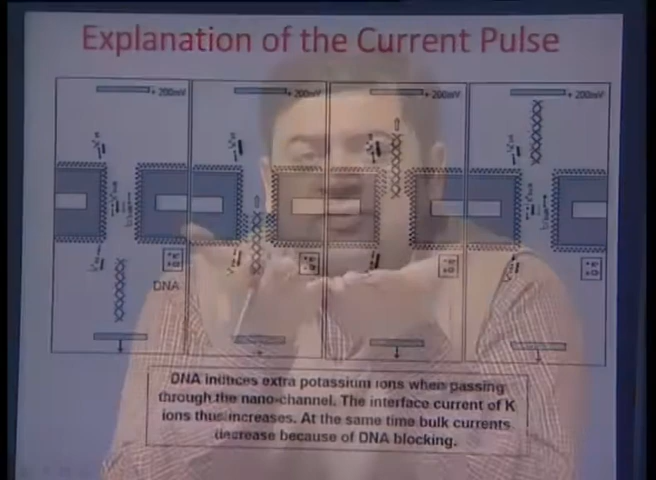 Explanation of the Current Pulse
+ 200mV
+ 200mV
+ 200mV
+ 200mV
DNA
DNA induces extra potassium ions when passing
through the nano-channel. The interface current of K
ions thus increases. At the same time bulk currents
decrease because of DNA blocking.